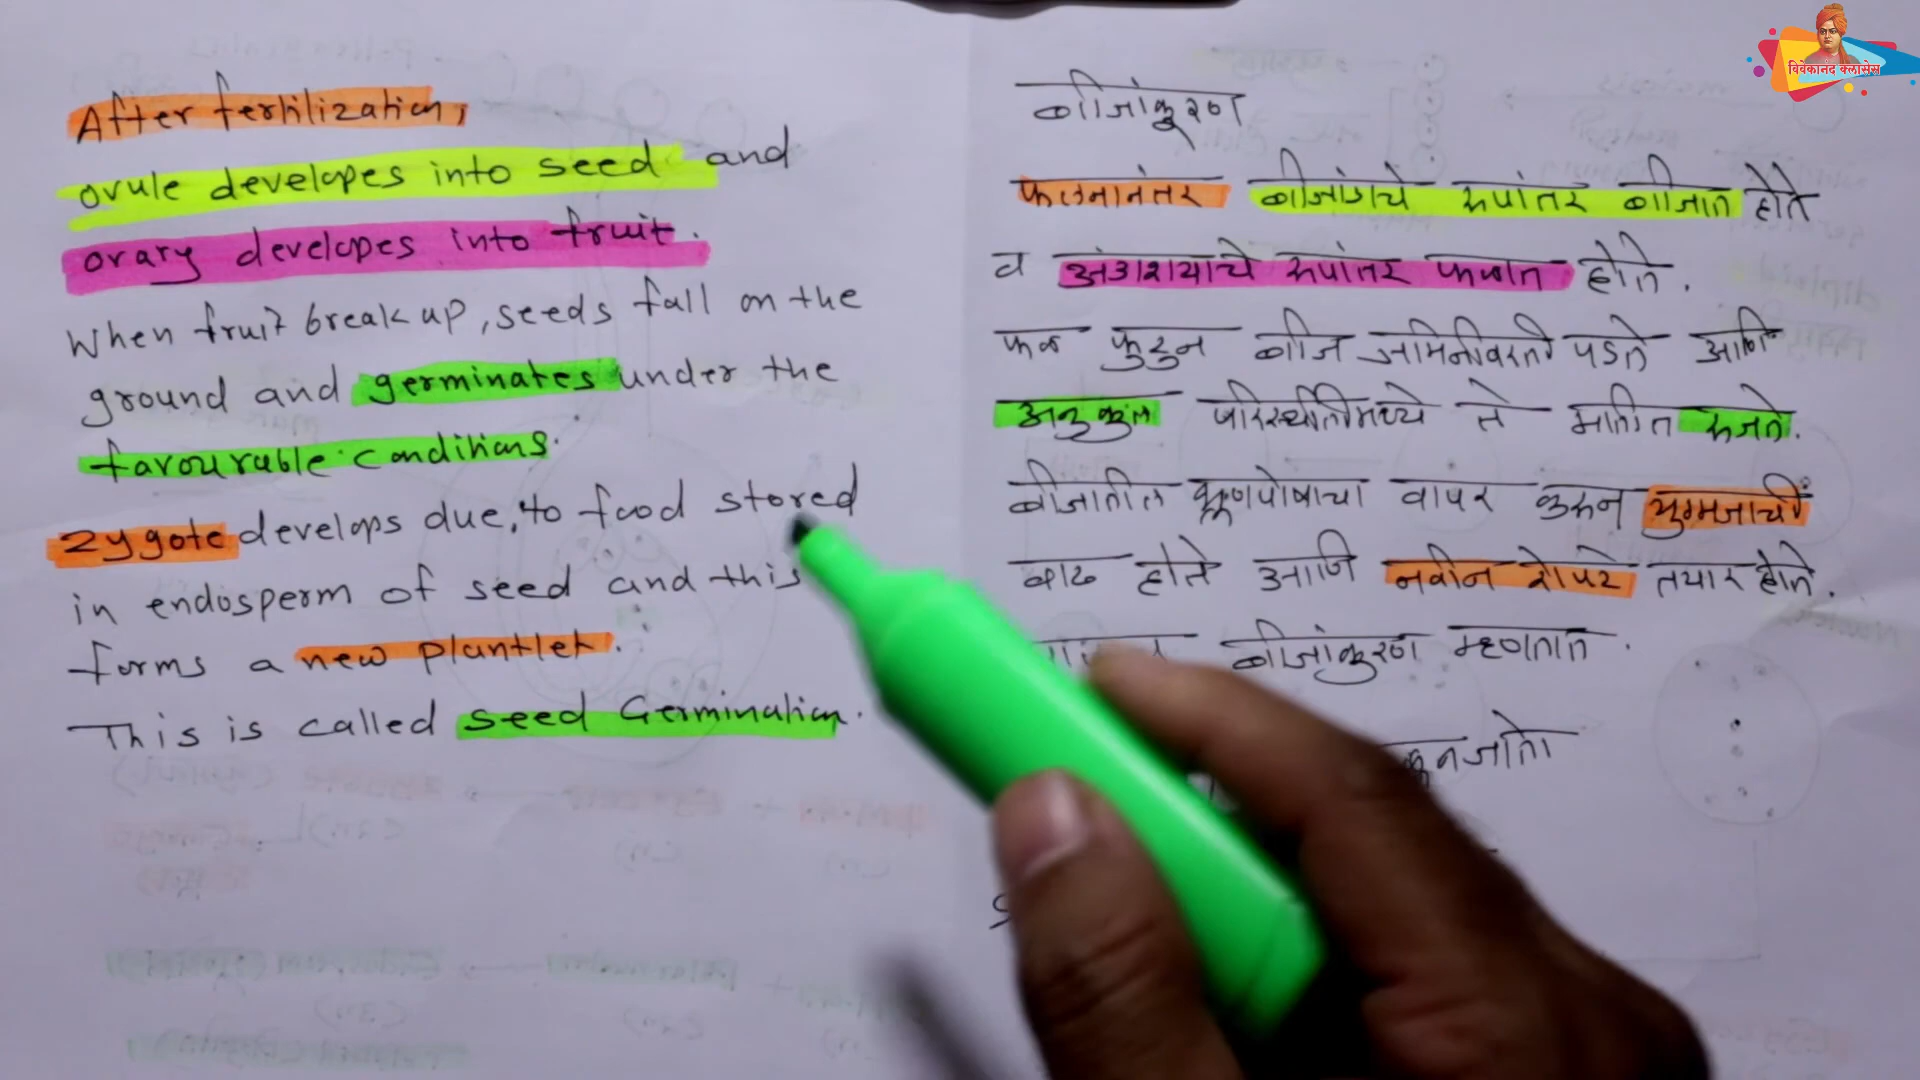 After fertilization,
ovule developes into seed and
ovary developes into fruit.
When fruit break up, seeds fall on the
ground and germinates under the
favourable conditions.
Zygote develops due to food stored
in endosperm of seed and this
forms a new plantlet.
This is called Seed Germination.
बीजांकुरण
फलनानंतर बीजांडाचे रुपांतर बीजात होते
व अंडाशयाचे रुपांतर फळात होते.
फळ फुटुन बीज जमिनीवरती पडते आणि
अनुकुल परिस्थीतीमध्ये ते मातीत रुजते.
बीजातील भ्रूणपोषाचा वापर करुन युग्मजाची
वाढ होते आणि नवीन रोपटे तयार होते.
बीजांकुरण म्हणतात.
विवेकानंद क्लासेस